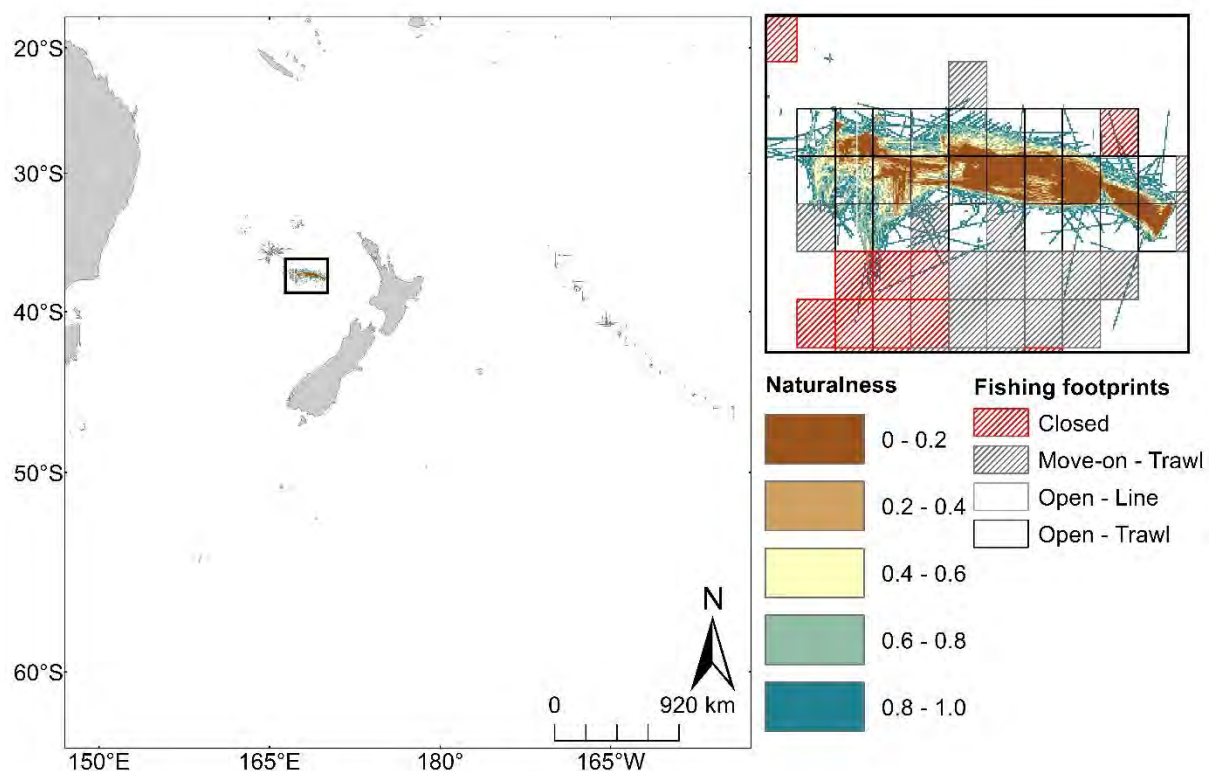 20°S
30°S
40°S
50°S
60°S
150°E
165°E
180°
165°W
N
0 920 km
Naturalness
0 - 0.2
0.2 - 0.4
0.4 - 0.6
0.6 - 0.8
0.8 - 1.0
Fishing footprints
Closed
Move-on - Trawl
Open - Line
Open - Trawl